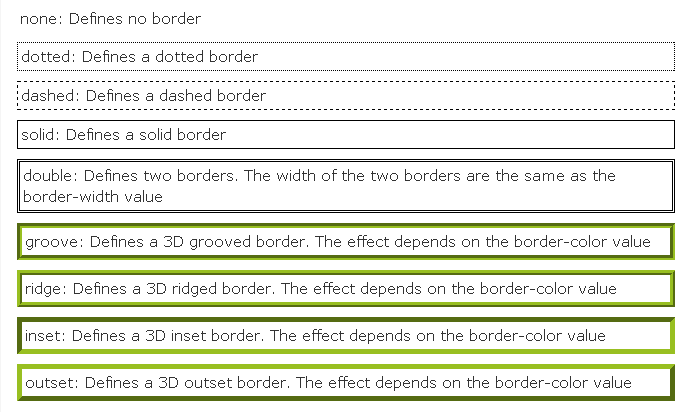 none: Defines no border
dotted: Defines a dotted border
dashed: Defines a dashed border
solid: Defines a solid border
double: Defines two borders. The width of the two borders are the same as the
border-width value
groove: Defines a 3D grooved border. The effect depends on the border-color value
ridge: Defines a 3D ridged border. The effect depends on the border-color value
inset: Defines a 3D inset border. The effect depends on the border-color value
outset: Defines a 3D outset border. The effect depends on the border-color value